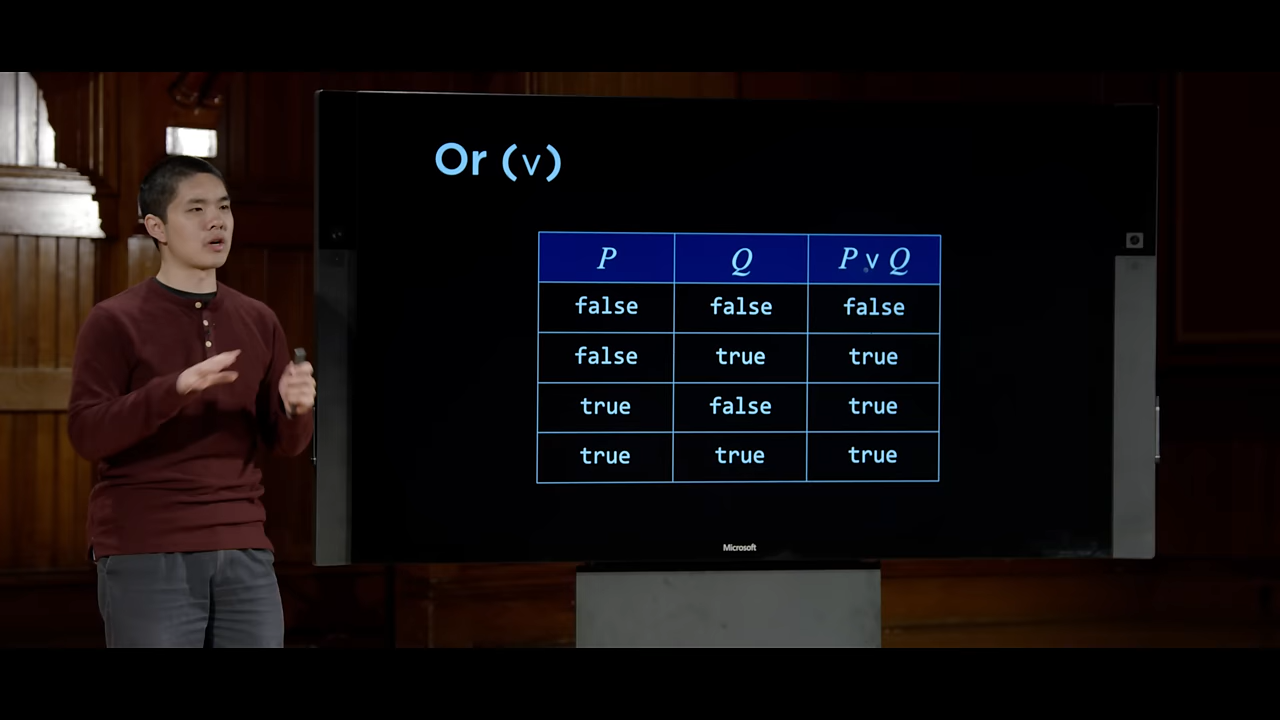 Or (∨)
P Q P ∨ Q
false false false
false true true
true false true
true true true
Microsoft